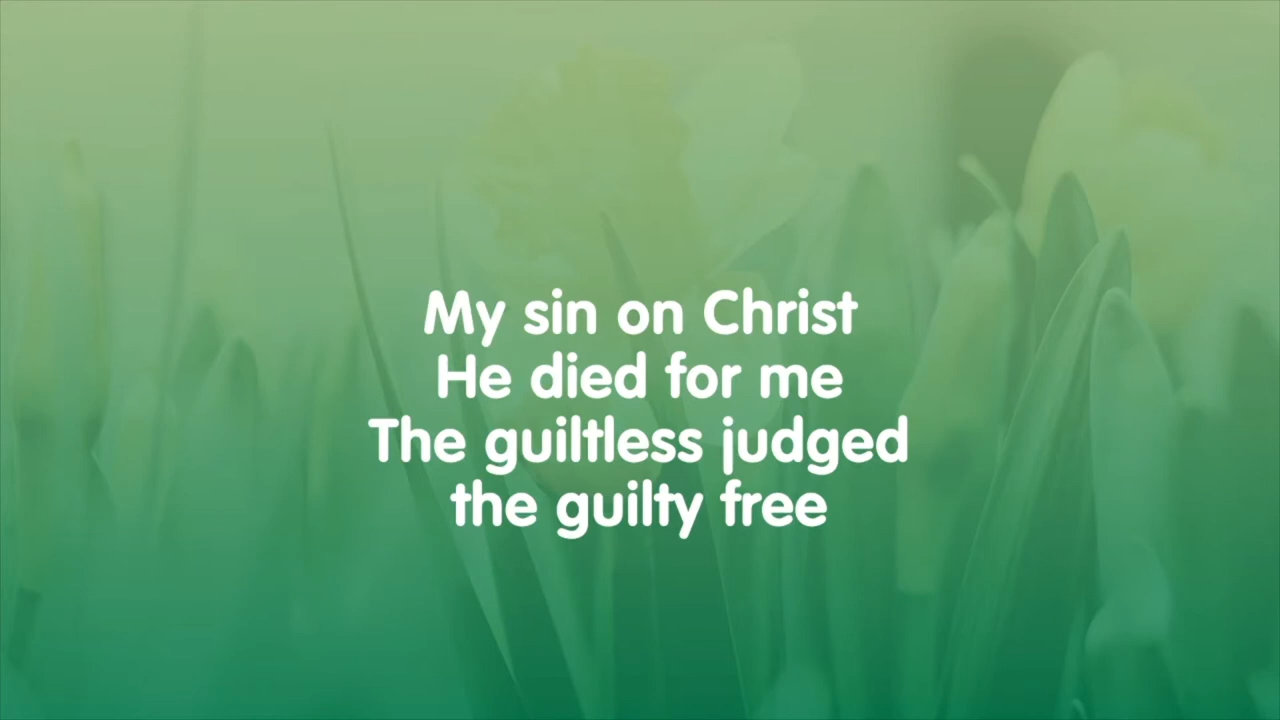 My sin on Christ
He died for me
The guiltless judged
the guilty free